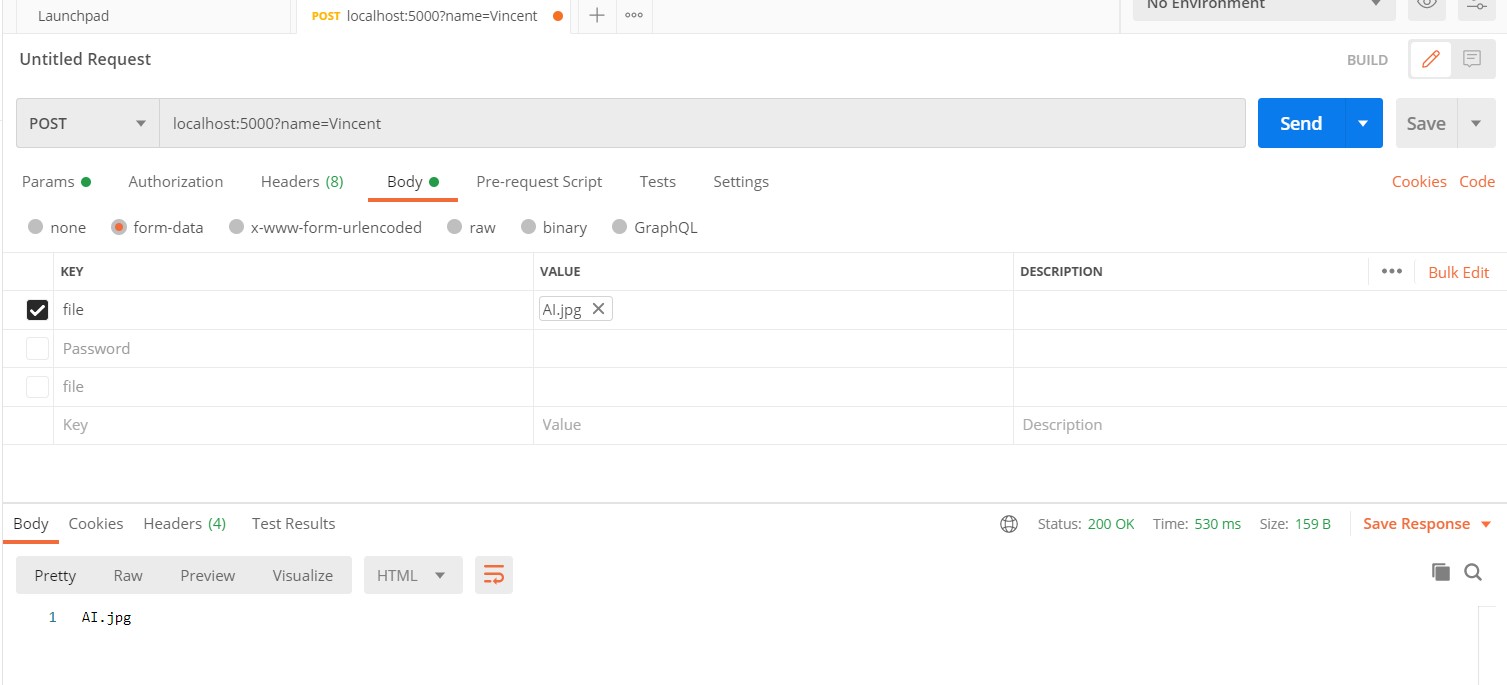 Launchpad
POST localhost:5000?name=Vincent
No Environment
Untitled Request
BUILD
POST
localhost:5000?name=Vincent
Send
Save
Params
Authorization
Headers (8)
Body
Pre-request Script
Tests
Settings
Cookies
Code
none
form-data
x-www-form-urlencoded
raw
binary
GraphQL
KEY
VALUE
DESCRIPTION
Bulk Edit
file
AI.jpg
Password
file
Key
Value
Description
Body
Cookies
Headers (4)
Test Results
Status: 200 OK
Time: 530 ms
Size: 159 B
Save Response
Pretty
Raw
Preview
Visualize
HTML
1 AI.jpg